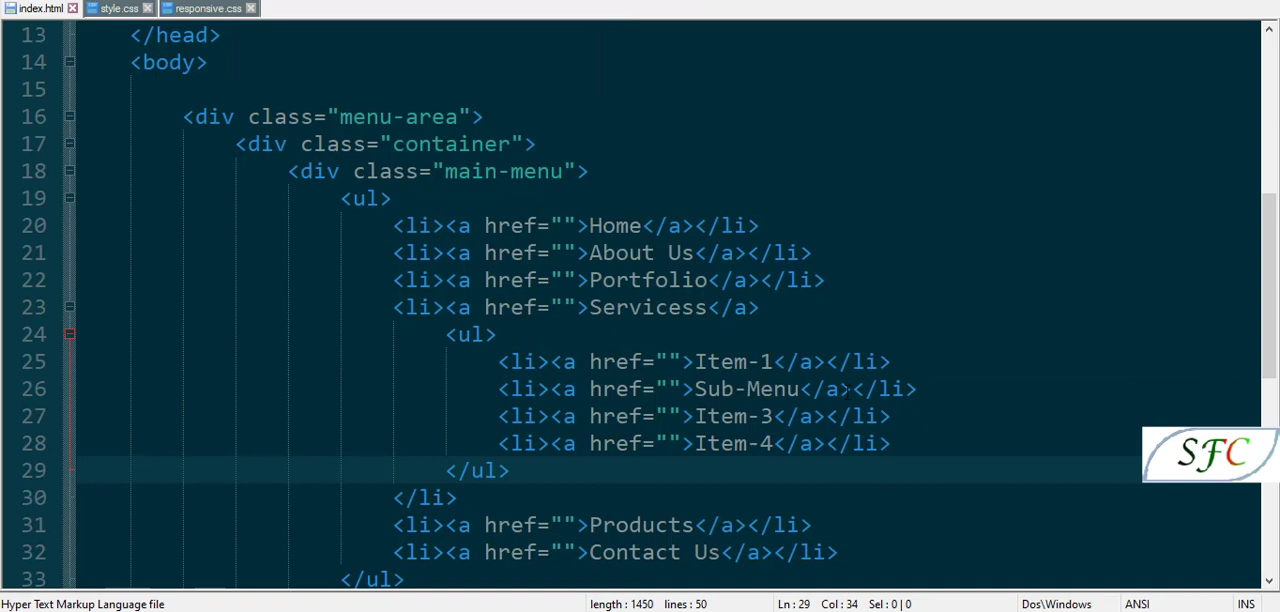 index.html style.css responsive.css
13 </head>
14 <body>
15
16 <div class="menu-area">
17 <div class="container">
18 <div class="main-menu">
19 <ul>
20 <li><a href="">Home</a></li>
21 <li><a href="">About Us</a></li>
22 <li><a href="">Portfolio</a></li>
23 <li><a href="">Servicess</a>
24 <ul>
25 <li><a href="">Item-1</a></li>
26 <li><a href="">Sub-Menu</a></li>
27 <li><a href="">Item-3</a></li>
28 <li><a href="">Item-4</a></li>
29 </ul>
30 </li>
31 <li><a href="">Products</a></li>
32 <li><a href="">Contact Us</a></li>
33 </ul>
SFC
Hyper Text Markup Language file length : 1450 lines : 50 Ln : 29 Col : 34 Sel : 0 | 0 Dos\Windows ANSI INS